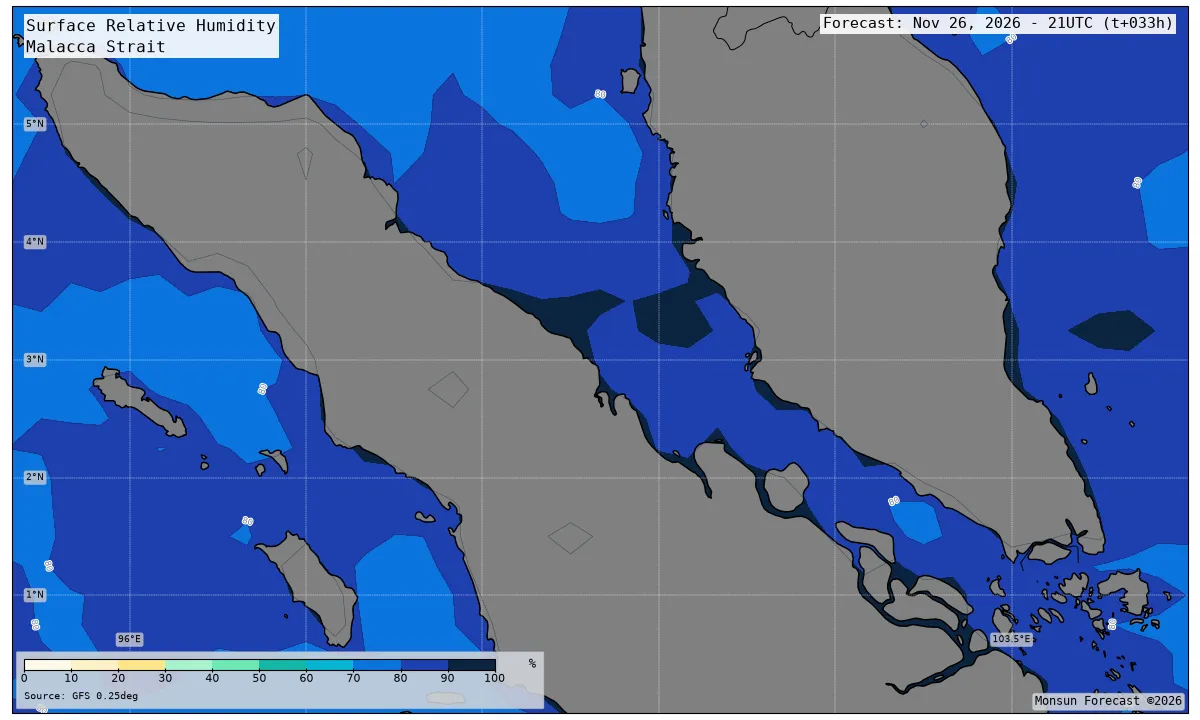 Surface Relative Humidity
Malacca Strait
Forecast: Nov 26, 2026 - 21UTC (t+033h)
80
80
5°N
80
4°N
3°N
80
2°N
80
80
80
1°N
80
80
96°E
103.5°E
%
0 10 20 30 40 50 60 70 80 90 100
Source: GFS 0.25deg
Monsun Forecast ©2026